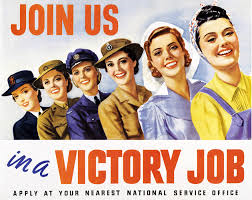 JOIN US
in a VICTORY JOB
APPLY AT YOUR NEAREST NATIONAL SERVICE OFFICE